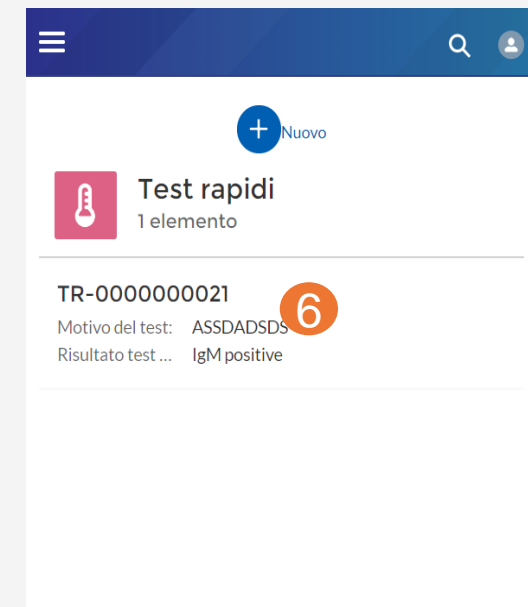 Nuovo
Test rapidi
1 elemento
TR-0000000021
6
Motivo del test: ASSDADSDS
Risultato test ... IgM positive